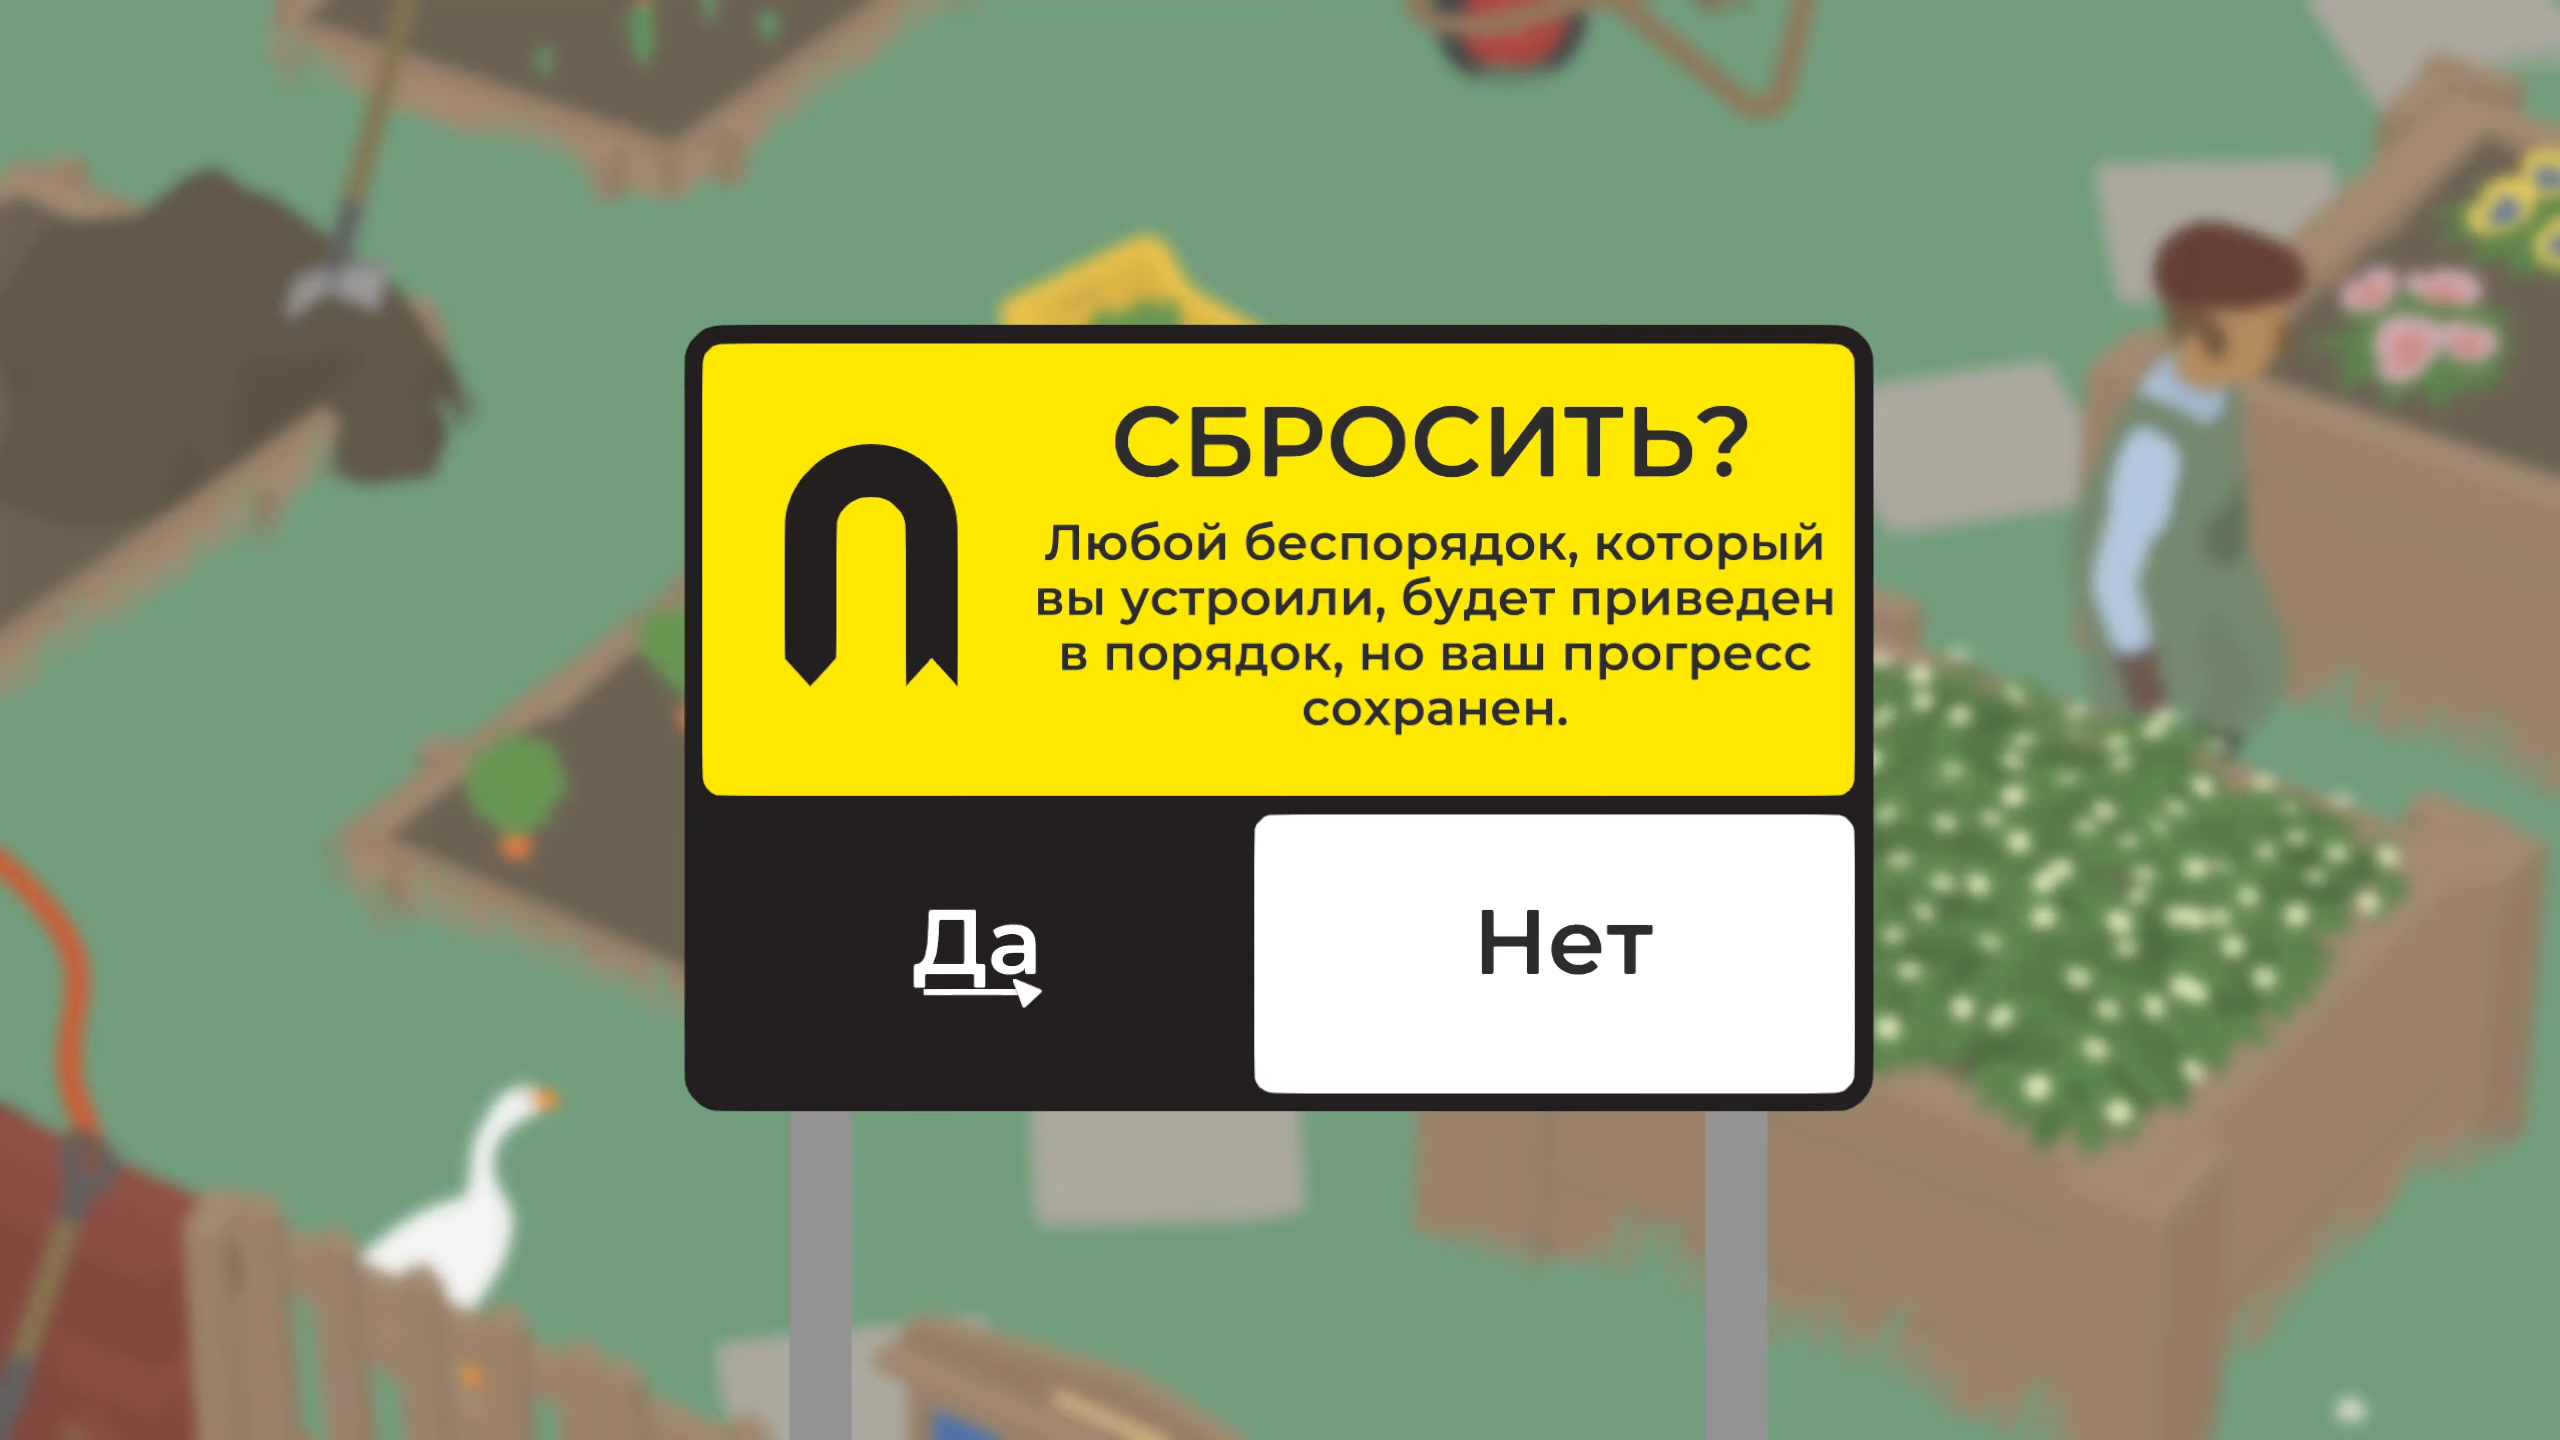 СБРОСИТЬ?
Любой беспорядок, который
вы устроили, будет приведен
в порядок, но ваш прогресс
сохранен.
Да
Нет